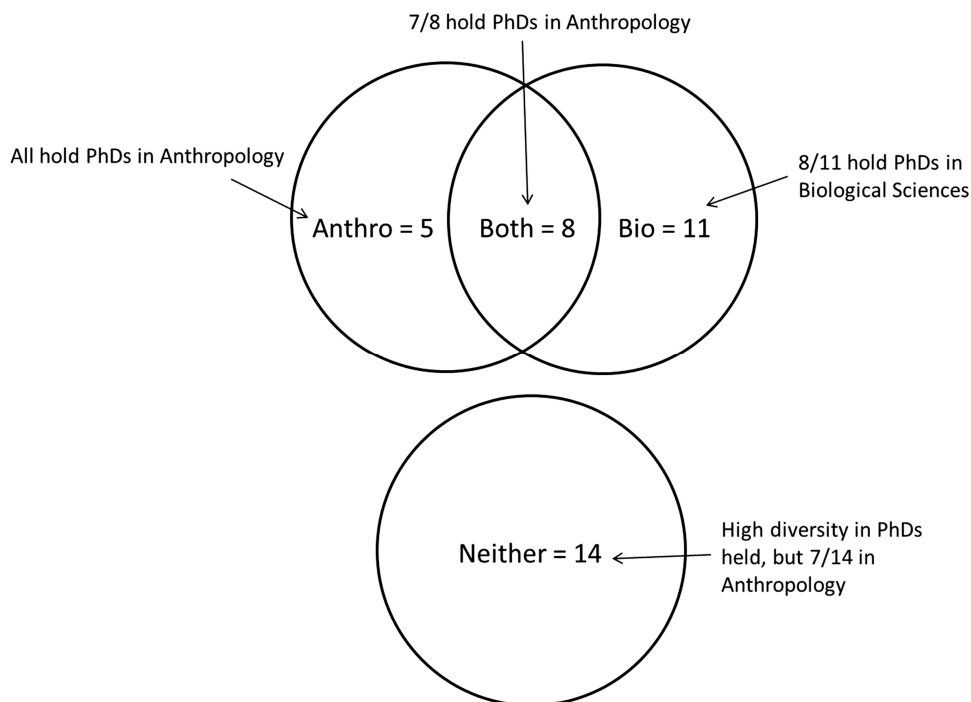 7/8 hold PhDs in Anthropology
All hold PhDs in Anthropology
8/11 hold PhDs in
Biological Sciences
Anthro = 5
Both = 8
Bio = 11
Neither = 14
High diversity in PhDs
held, but 7/14 in
Anthropology